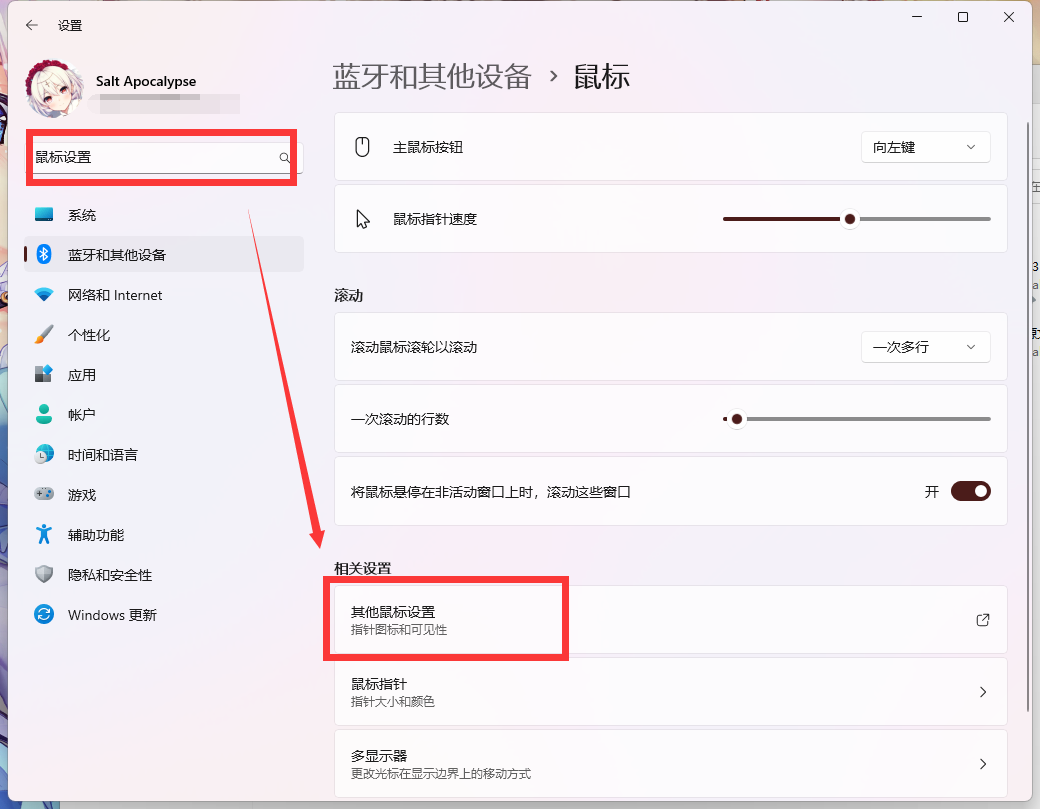 设置
Salt Apocalypse
鼠标设置
系统
蓝牙和其他设备
网络和 Internet
个性化
应用
帐户
时间和语言
游戏
辅助功能
隐私和安全性
Windows 更新
蓝牙和其他设备 › 鼠标
主鼠标按钮
向左键
鼠标指针速度
滚动
滚动鼠标滚轮以滚动
一次多行
一次滚动的行数
将鼠标悬停在非活动窗口上时，滚动这些窗口
开
相关设置
其他鼠标设置
指针图标和可见性
鼠标指针
指针大小和颜色
多显示器
更改光标在显示边界上的移动方式